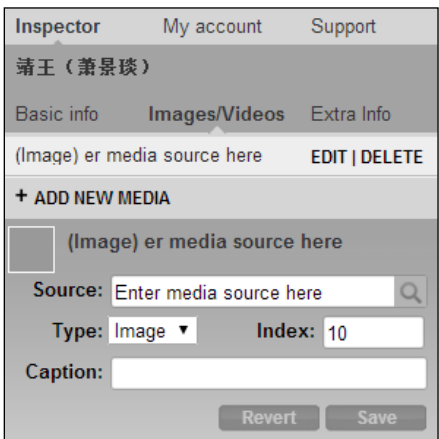 Inspector My account Support
靖王（萧景琰）
Basic info Images/Videos Extra Info
(Image) er media source here EDIT | DELETE
+ ADD NEW MEDIA
(Image) er media source here
Source: Enter media source here
Type: Image ▼ Index: 10
Caption:
Revert Save